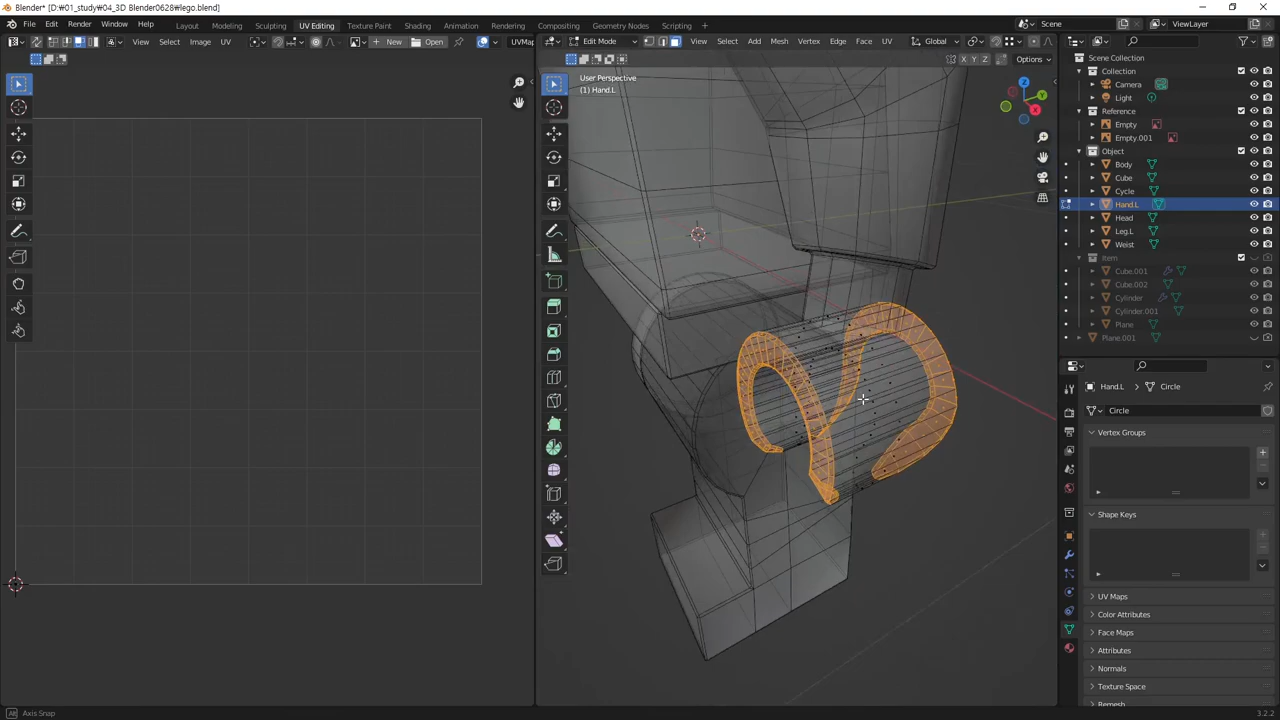 Blender* [D:₩01_study₩04_3D Blender0628₩lego.blend]
File Edit Render Window Help Layout Modeling Sculpting UV Editing Texture Paint Shading Animation Rendering Compositing Geometry Nodes Scripting Scene ViewLayer
View Select Image UV New Open UVMap Edit Mode View Select Add Mesh Vertex Edge Face UV Global
X Y Z Options
User Perspective
(1) Hand.L
Z
Y
X
Scene Collection
Collection
Camera
Light
Reference
Empty
Empty.001
Object
Body
Cube
Cycle
Hand.L
Head
Leg.L
Weist
Item
Cube.001
Cube.002
Cylinder
Cylinder.001
Plane
Plane.001
Hand.L Circle
Circle
Vertex Groups
Shape Keys
UV Maps
Color Attributes
Face Maps
Attributes
Normals
Texture Space
Remesh
Axis Snap 3.2.2